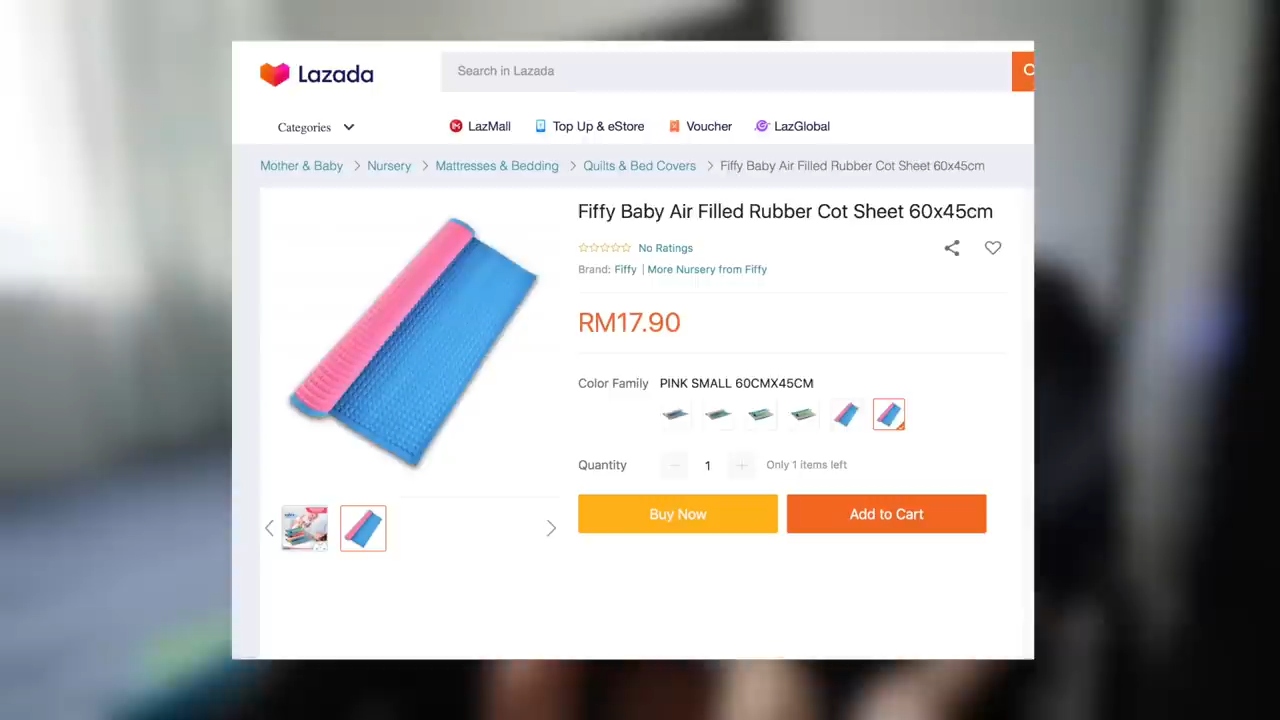 Lazada
Search in Lazada
Categories
LazMall
Top Up & eStore
Voucher
LazGlobal
Mother & Baby > Nursery > Mattresses & Bedding > Quilts & Bed Covers > Fiffy Baby Air Filled Rubber Cot Sheet 60x45cm
Fiffy Baby Air Filled Rubber Cot Sheet 60x45cm
No Ratings
Brand: Fiffy | More Nursery from Fiffy
RM17.90
Color Family PINK SMALL 60CMX45CM
Quantity − 1 + Only 1 items left
Buy Now
Add to Cart